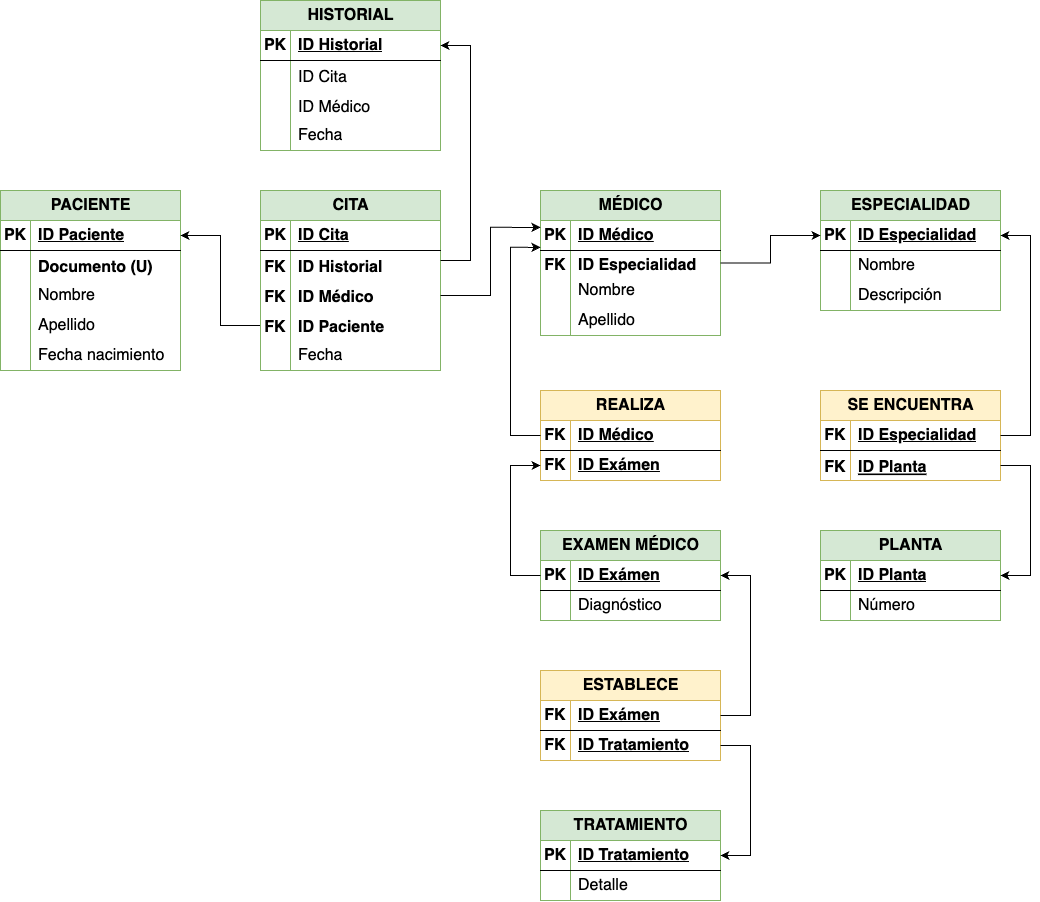 HISTORIAL
PK ID Historial
ID Cita
ID Médico
Fecha
PACIENTE
PK ID Paciente
Documento (U)
Nombre
Apellido
Fecha nacimiento
CITA
PK ID Cita
FK ID Historial
FK ID Médico
FK ID Paciente
Fecha
MÉDICO
PK ID Médico
FK ID Especialidad
Nombre
Apellido
ESPECIALIDAD
PK ID Especialidad
Nombre
Descripción
REALIZA
FK ID Médico
FK ID Exámen
SE ENCUENTRA
FK ID Especialidad
FK ID Planta
EXAMEN MÉDICO
PK ID Exámen
Diagnóstico
PLANTA
PK ID Planta
Número
ESTABLECE
FK ID Exámen
FK ID Tratamiento
TRATAMIENTO
PK ID Tratamiento
Detalle